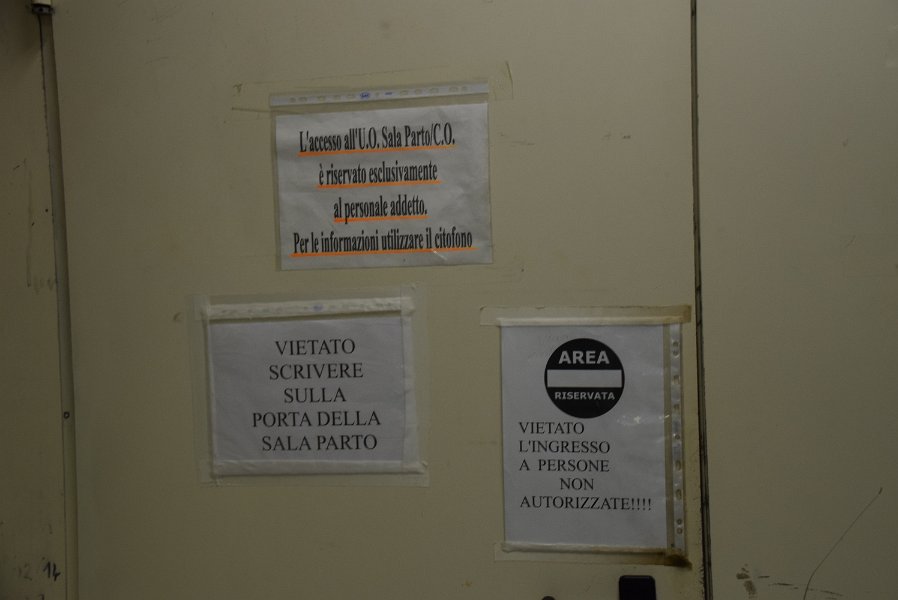 L'accesso all'U.O. Sala Parto/C.O.
è riservato esclusivamente
al personale addetto.
Per le informazioni utilizzare il citofono
VIETATO
SCRIVERE
SULLA
PORTA DELLA
SALA PARTO
AREA
RISERVATA
VIETATO
L'INGRESSO
A PERSONE
NON
AUTORIZZATE!!!!